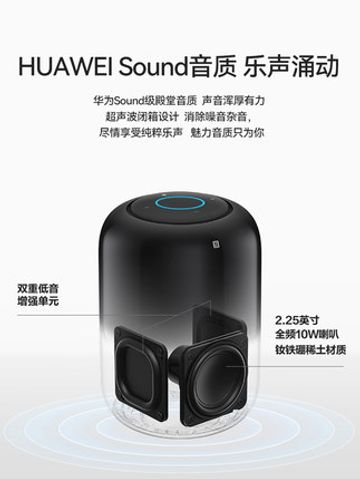 HUAWEI Sound音质 乐声涌动
华为Sound级殿堂音质 声音浑厚有力
超声波闭箱设计 消除噪音杂音,
尽情享受纯粹乐声 魅力音质只为你
双重低音
增强单元
2.25英寸
全频10W喇叭
钕铁硼稀土材质